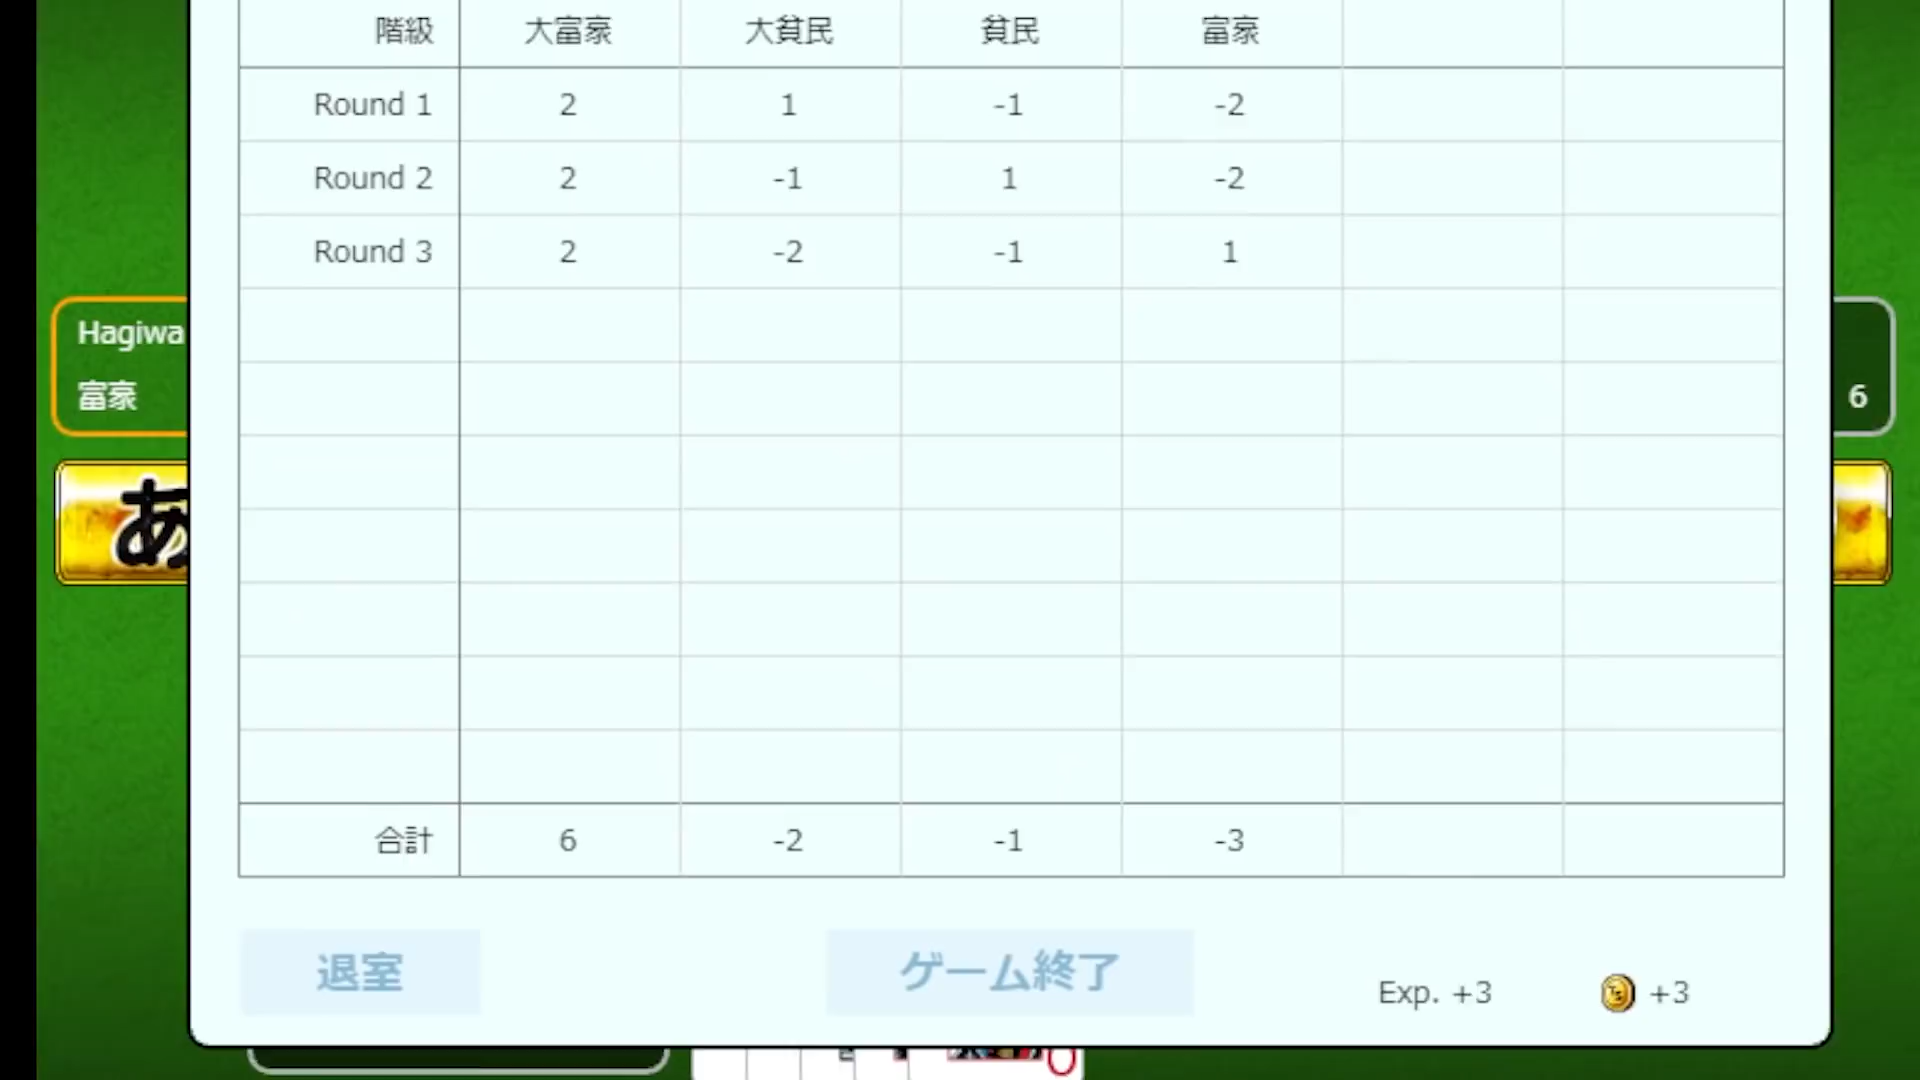 階級 大富豪 大貧民 貧民 富豪
Round 1 2 1 -1 -2
Round 2 2 -1 1 -2
Round 3 2 -2 -1 1
Hagiwa
富豪
6
あ
合計 6 -2 -1 -3
退室 ゲーム終了 Exp. +3 +3